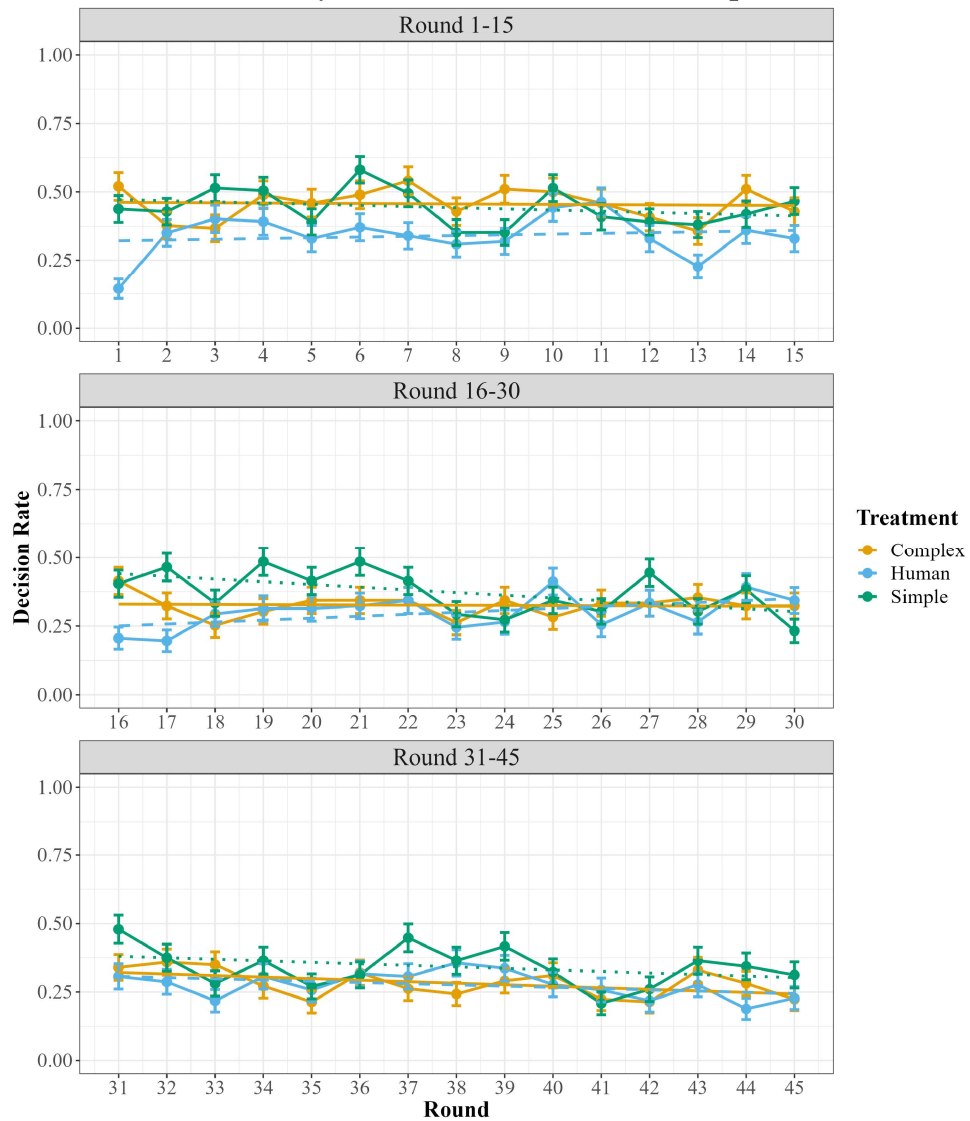 Round 1-15
1.00
0.75
0.50
0.25
0.00
1 2 3 4 5 6 7 8 9 10 11 12 13 14 15
Round 16-30
1.00
0.75
0.50
0.25
0.00
16 17 18 19 20 21 22 23 24 25 26 27 28 29 30
Decision Rate
Treatment
Complex
Human
Simple
Round 31-45
1.00
0.75
0.50
0.25
0.00
31 32 33 34 35 36 37 38 39 40 41 42 43 44 45
Round